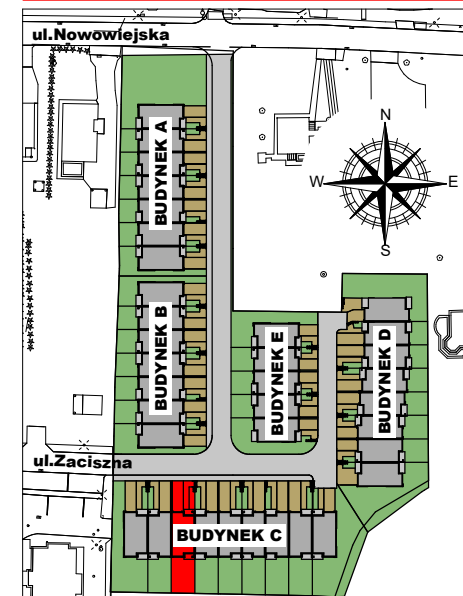 ul.Nowowiejska
BUDYNEK A
N
W
E
S
BUDYNEK B
BUDYNEK E
BUDYNEK D
ul.Zaciszna
BUDYNEK C